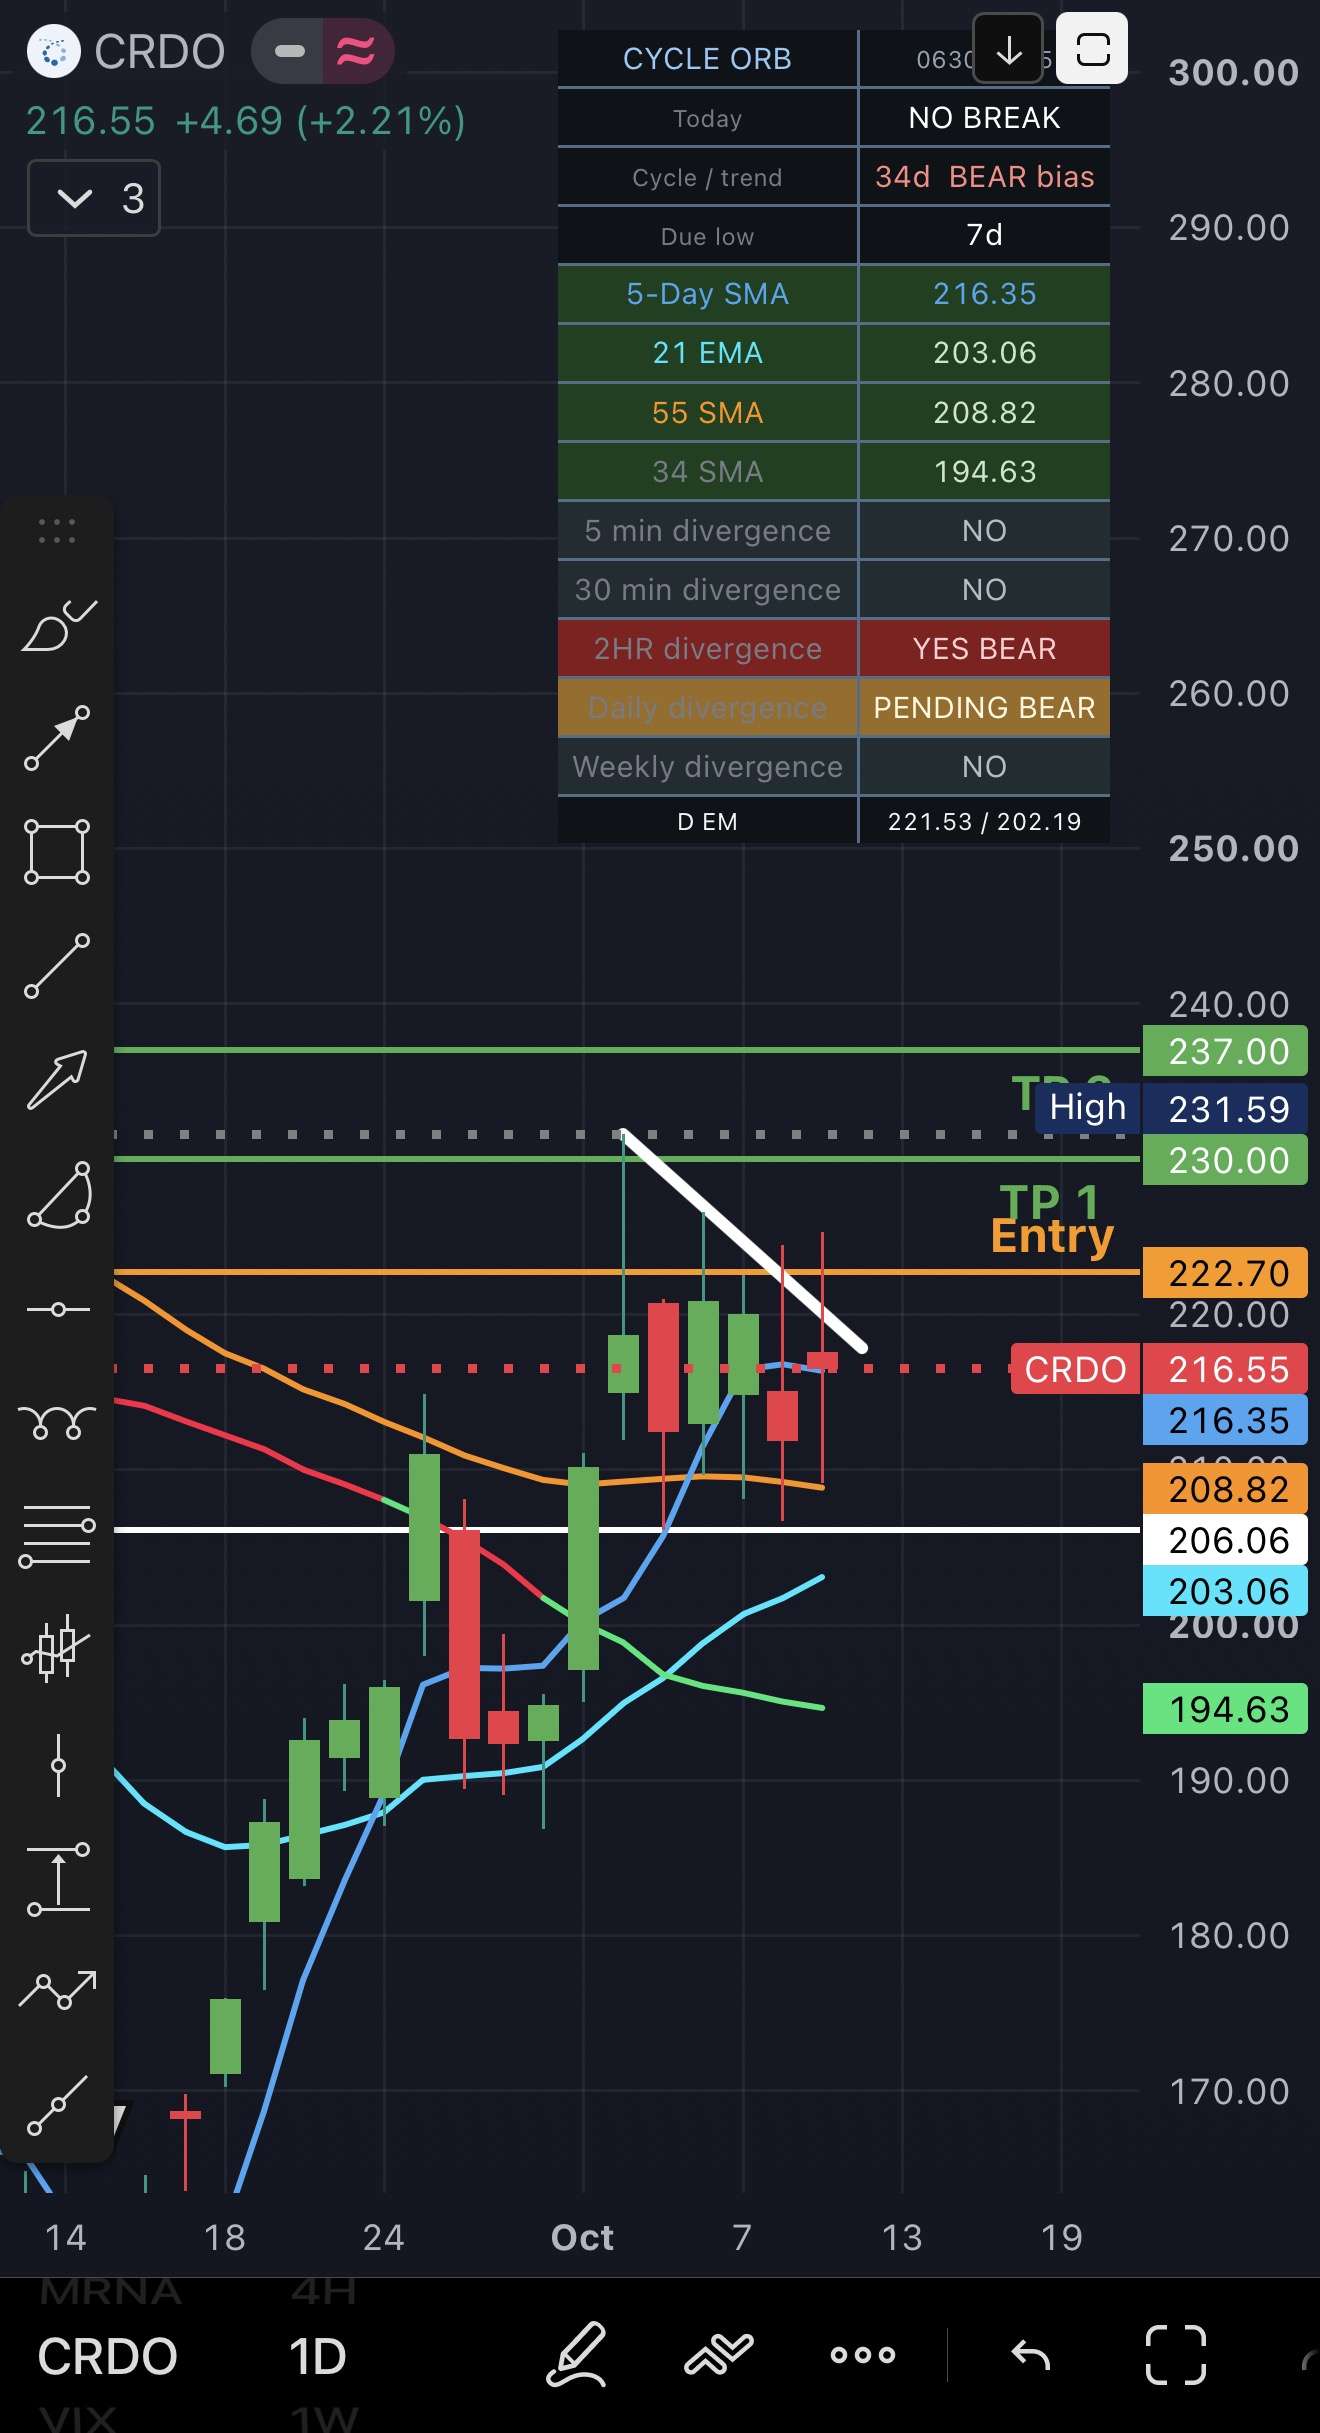 CRDO
216.55 +4.69 (+2.21%)
3
CYCLE ORB 0630
Today NO BREAK
Cycle / trend 34d BEAR bias
Due low 7d
5-Day SMA 216.35
21 EMA 203.06
55 SMA 208.82
34 SMA 194.63
5 min divergence NO
30 min divergence NO
2HR divergence YES BEAR
Daily divergence PENDING BEAR
Weekly divergence NO
D EM 221.53 / 202.19
300.00
290.00
280.00
270.00
260.00
250.00
240.00
237.00
High 231.59
230.00
TP 1
Entry
222.70
220.00
CRDO 216.55
216.35
208.82
206.06
203.06
200.00
194.63
190.00
180.00
170.00
14 18 24 Oct 7 13 19
MRNA 4H
CRDO 1D
VIX 1W